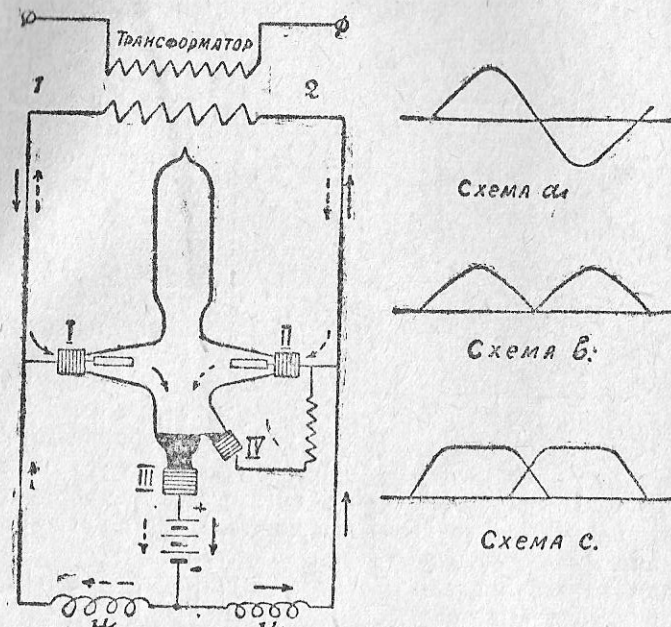 Трансформатор
1
2
I
II
III
IV
+
-
Схема а.
Схема в.
Схема с.